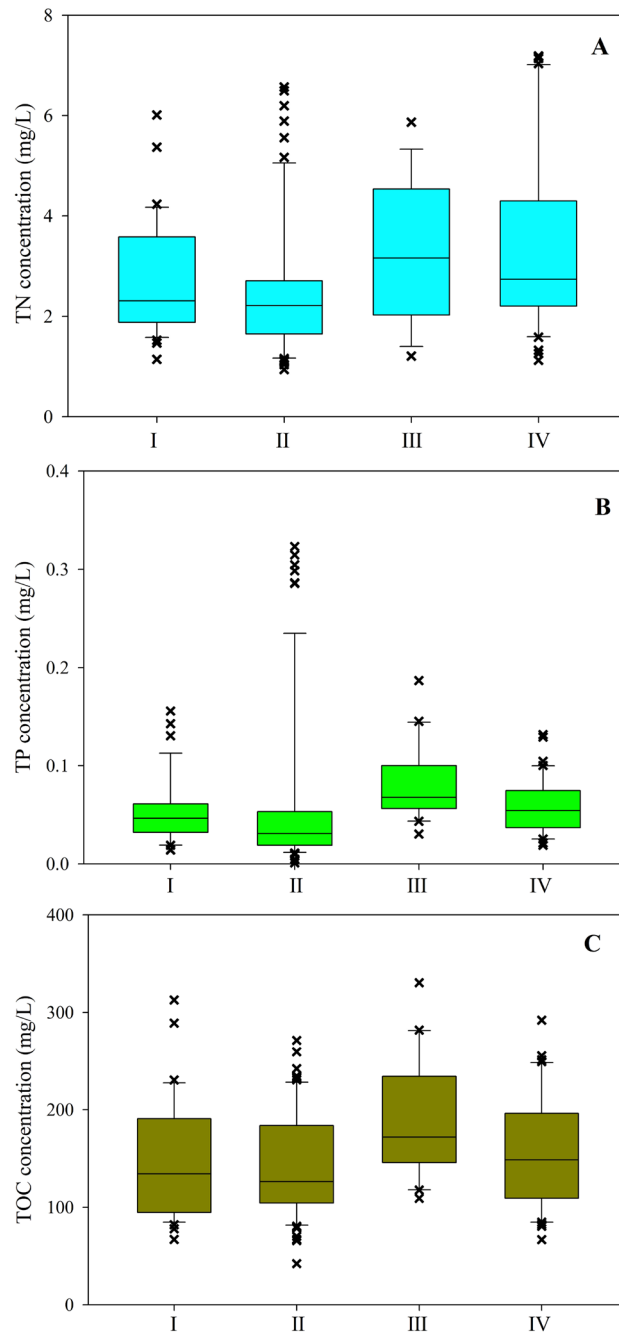 A
TN concentration (mg/L)
8
6
4
2
0
I II III IV
B
TP concentration (mg/L)
0.4
0.3
0.2
0.1
0.0
I II III IV
C
TOC concentration (mg/L)
400
300
200
100
0
I II III IV